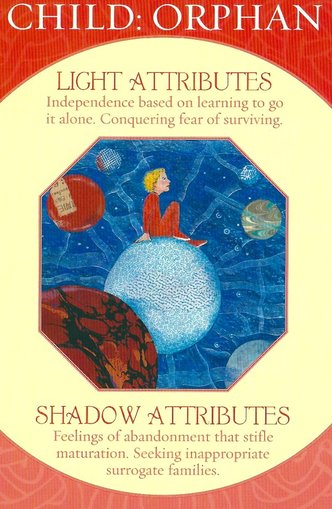 CHILD: ORPHAN
LIGHT ATTRIBUTES
Independence based on learning to go
it alone. Conquering fear of surviving.
SHADOW ATTRIBUTES
Feelings of abandonment that stifle
maturation. Seeking inappropriate
surrogate families.